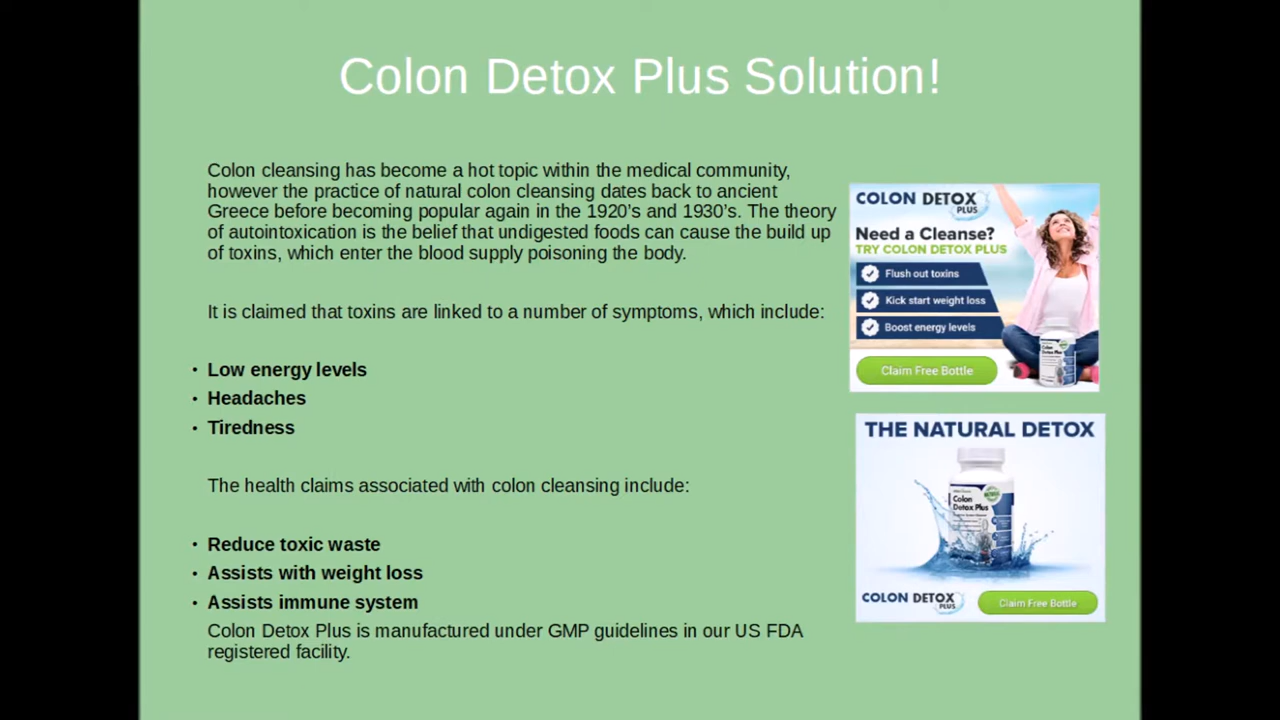 Colon Detox Plus Solution!
Colon cleansing has become a hot topic within the medical community,
however the practice of natural colon cleansing dates back to ancient
Greece before becoming popular again in the 1920’s and 1930’s. The theory
of autointoxication is the belief that undigested foods can cause the build up
of toxins, which enter the blood supply poisoning the body.
It is claimed that toxins are linked to a number of symptoms, which include:
• Low energy levels
• Headaches
• Tiredness
The health claims associated with colon cleansing include:
• Reduce toxic waste
• Assists with weight loss
• Assists immune system
Colon Detox Plus is manufactured under GMP guidelines in our US FDA
registered facility.
COLON DETOX
PLUS
Need a Cleanse?
TRY COLON DETOX PLUS
Flush out toxins
Kick start weight loss
Boost energy levels
Claim Free Bottle
Colon
Detox Plus
THE NATURAL DETOX
Colon
Detox Plus
COLON DETOX
PLUS
Claim Free Bottle